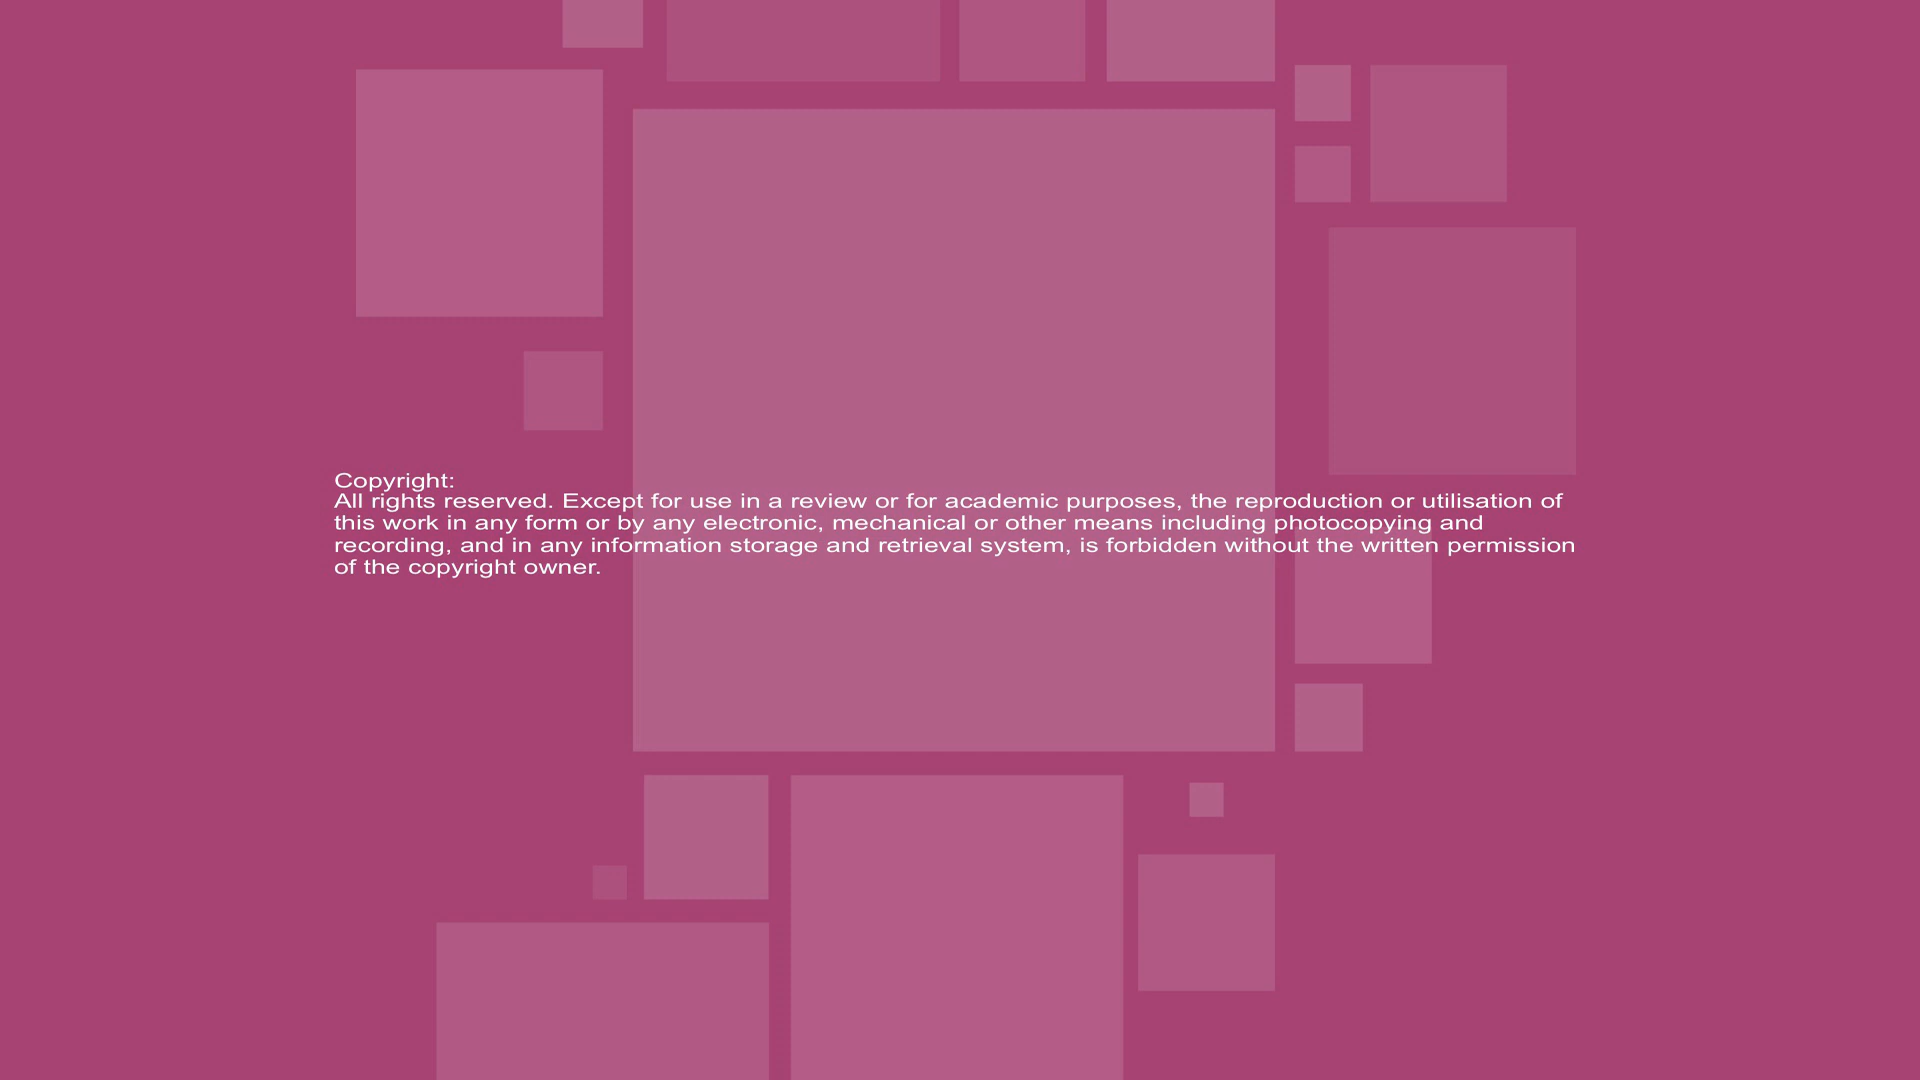 Copyright:
All rights reserved. Except for use in a review or for academic purposes, the reproduction or utilisation of
this work in any form or by any electronic, mechanical or other means including photocopying and
recording, and in any information storage and retrieval system, is forbidden without the written permission
of the copyright owner.